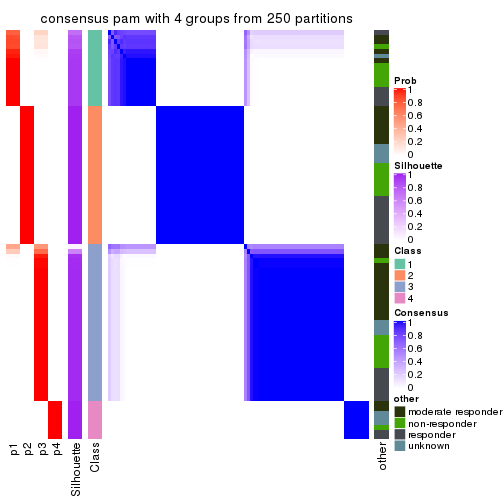 consensus pam with 4 groups from 250 partitions
Prob
1
0.8
0.6
0.4
0.2
0
Silhouette
1
0.8
0.6
0.4
0.2
0
Class
1
2
3
4
Consensus
1
0.8
0.6
0.4
0.2
0
other
moderate responder
non-responder
responder
unknown
p1
p2
p3
p4
Silhouette
Class
other